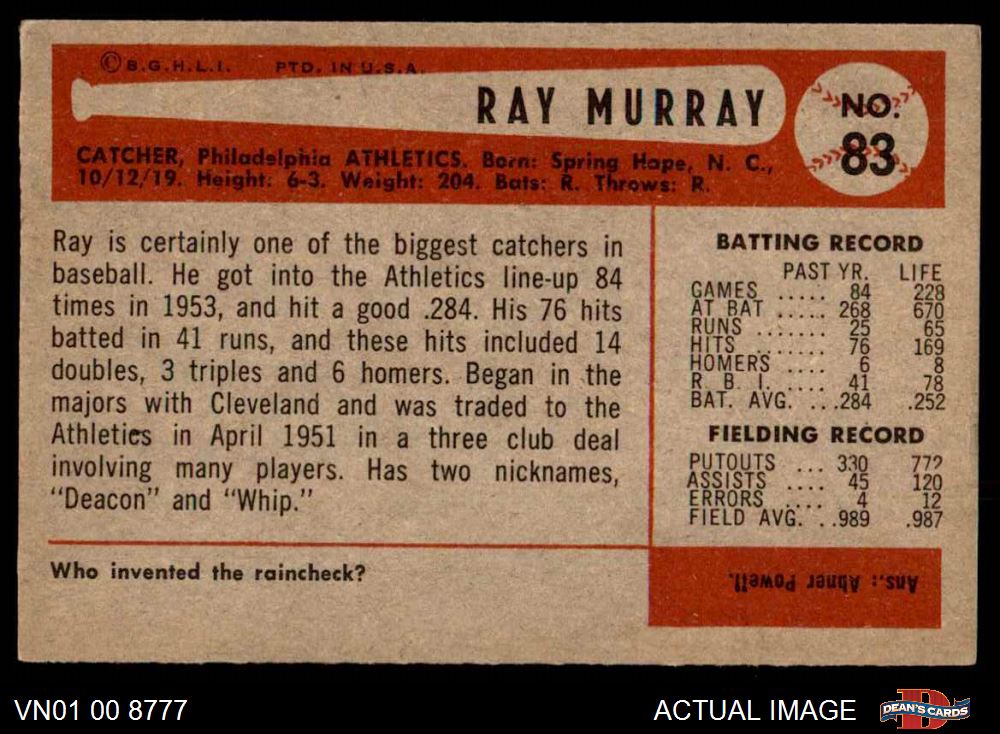 © B.G.H.L.I. PTD. IN U.S.A.
RAY MURRAY
NO. 83
CATCHER, Philadelphia ATHLETICS. Born: Spring Hope, N. C.,
10/12/19. Height: 6-3. Weight: 204. Bats: R. Throws: R.
Ray is certainly one of the biggest catchers in
baseball. He got into the Athletics line-up 84
times in 1953, and hit a good .284. His 76 hits
batted in 41 runs, and these hits included 14
doubles, 3 triples and 6 homers. Began in the
majors with Cleveland and was traded to the
Athletics in April 1951 in a three club deal
involving many players. Has two nicknames,
"Deacon" and "Whip."
BATTING RECORD
PAST YR. LIFE
GAMES ..... 84 228
AT BAT ..... 268 670
RUNS ....... 25 65
HITS ....... 76 169
HOMERS .... 6 8
R. B. I. .... 41 78
BAT. AVG. ...284 .252
FIELDING RECORD
PUTOUTS ... 330 772
ASSISTS .... 45 120
ERRORS .... 4 12
FIELD AVG. ..989 .987
Who invented the raincheck?
Ans.: Abner Powell.
VN01 00 8777
ACTUAL IMAGE
DEAN'S CARDS